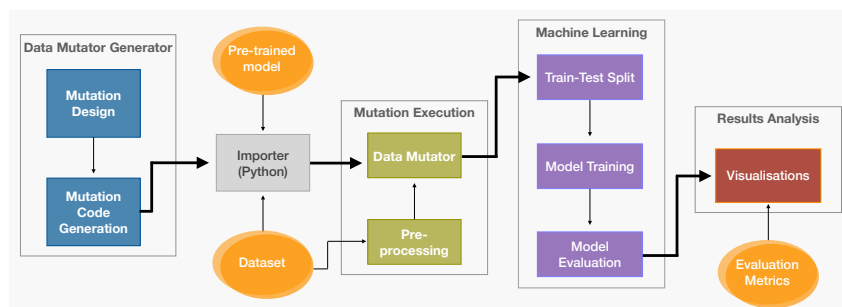 Data Mutator Generator
Mutation
Design
Mutation
Code
Generation
Pre-trained
model
Importer
(Python)
Dataset
Mutation Execution
Data Mutator
Pre-
processing
Machine Learning
Train-Test Split
Model Training
Model
Evaluation
Results Analysis
Visualisations
Evaluation
Metrics